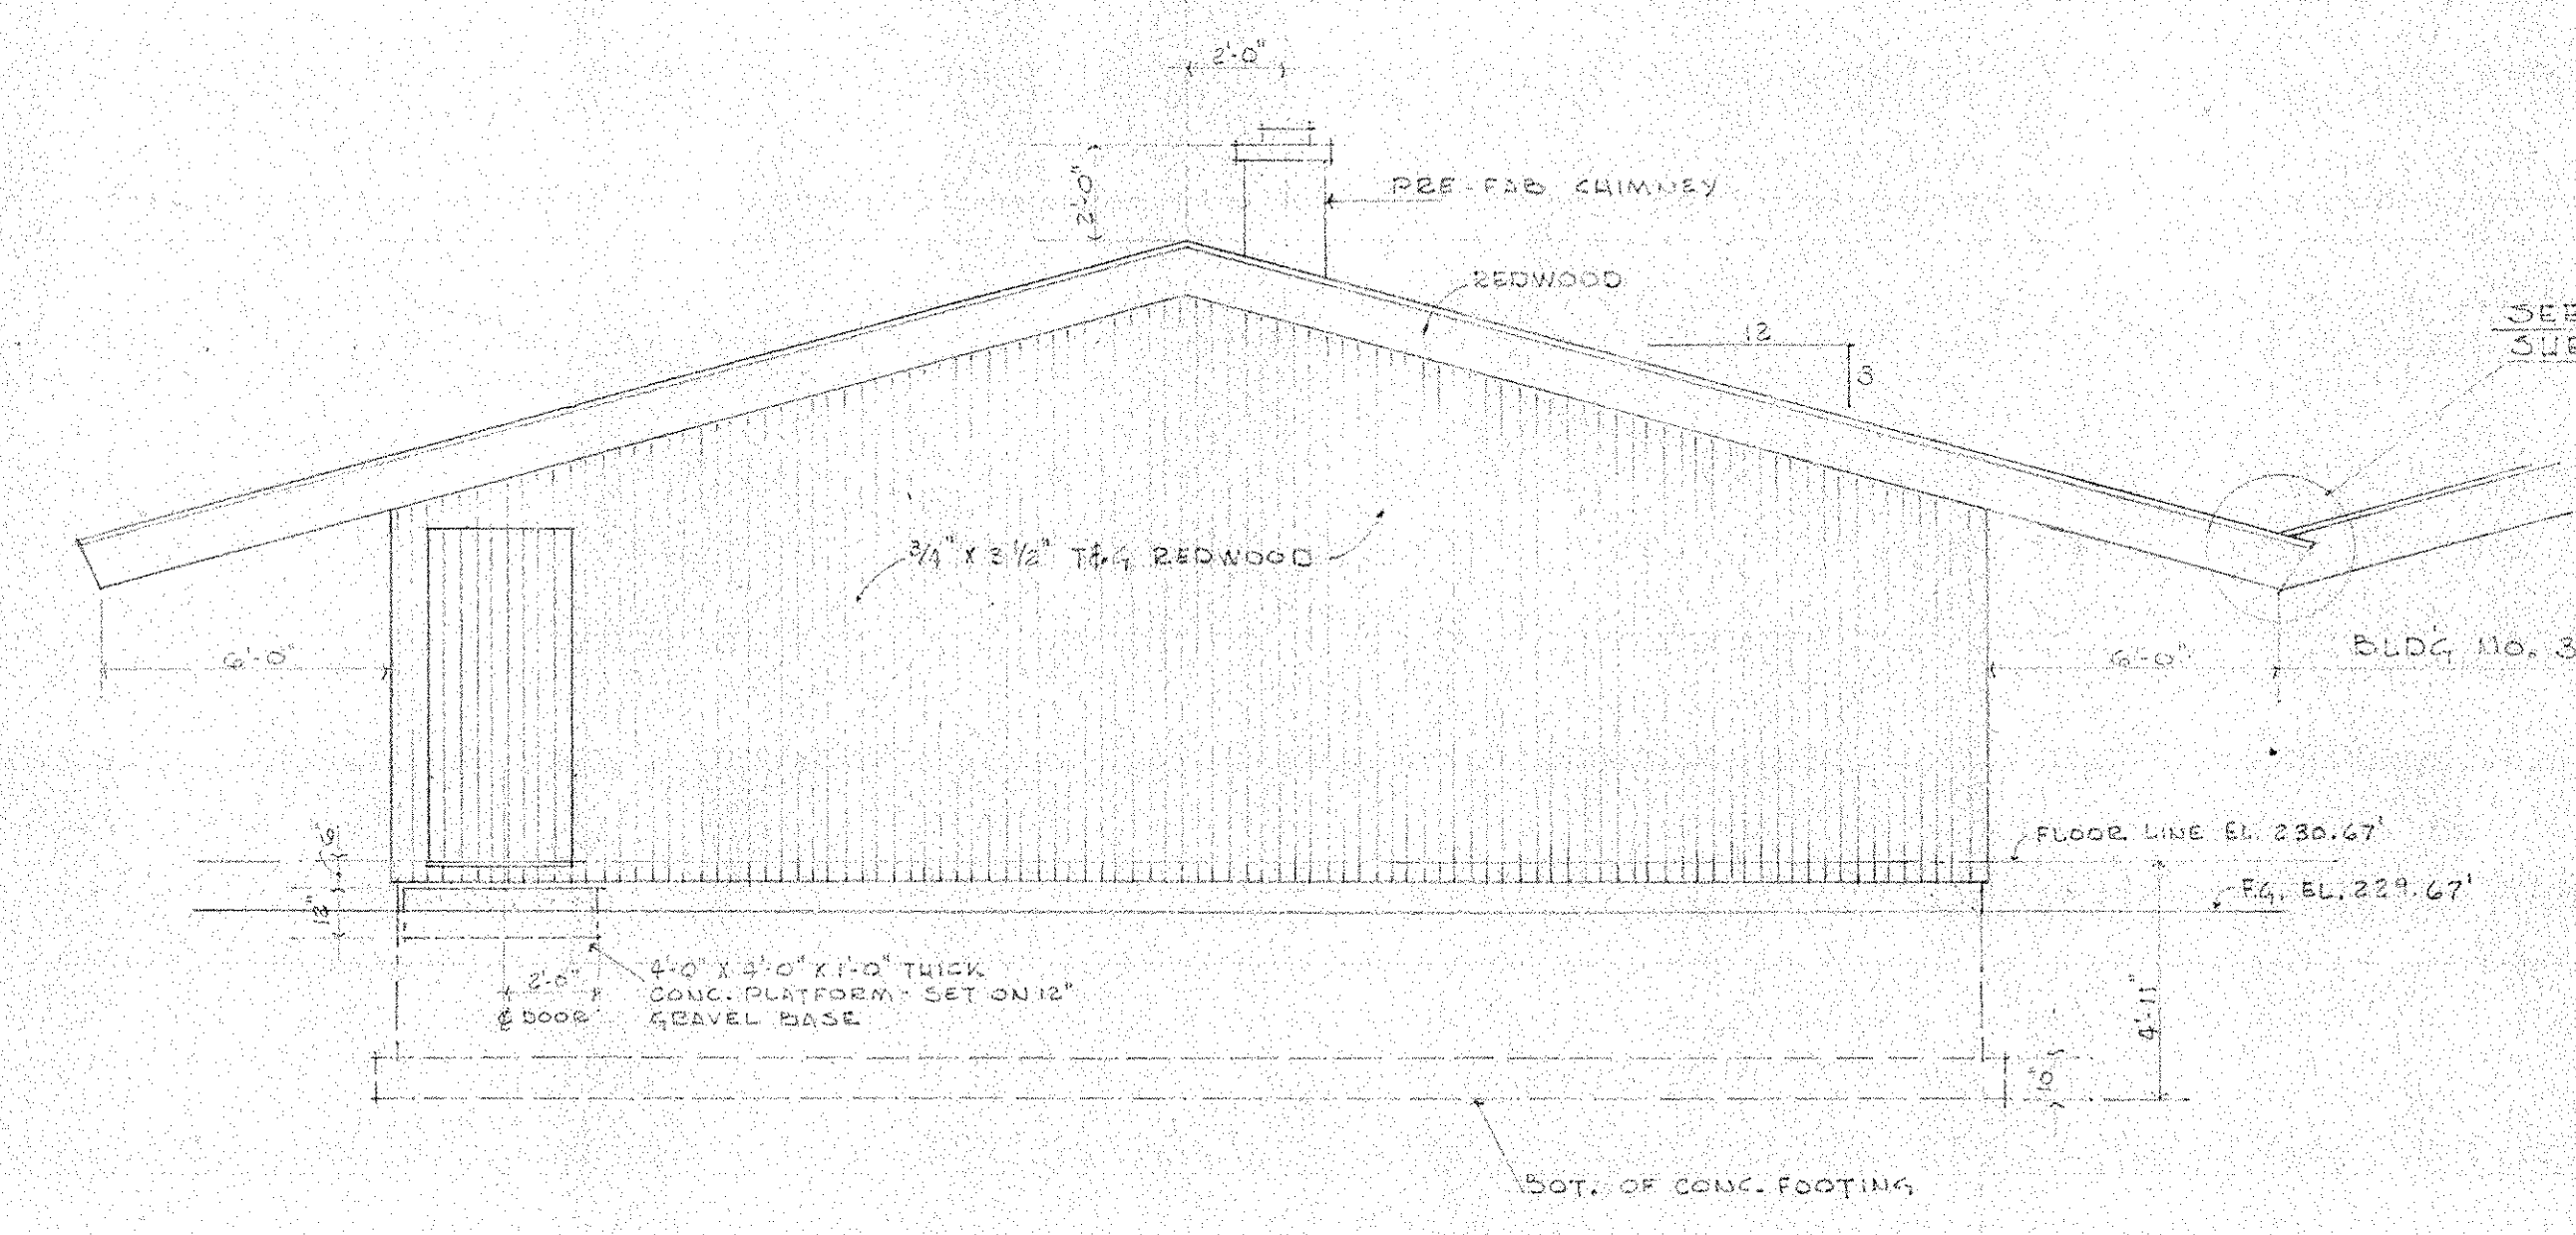 2'-0"
2'-0"
PRE-FAB CHIMNEY
REDWOOD
12
3
SEE
3/4" X 3 1/2" T&G REDWOOD
6'-0"
6'-0"
BLDG NO. 3
FLOOR LINE EL. 230.67'
F.G. EL. 229.67'
6"
12"
2'-0"
℄ DOOR
4'-0" X 4'-0" X 1'-0" THICK
CONC. PLATFORM - SET ON 12"
GRAVEL BASE
4'-11"
10"
BOT. OF CONC. FOOTING